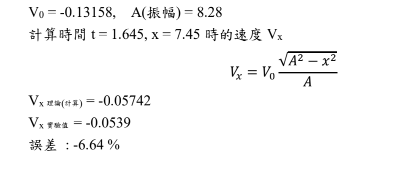 V₀ = -0.13158, A(振幅) = 8.28
計算時間 t = 1.645, x = 7.45 時的速度 Vₓ
Vₓ = V₀ √(A² − x²) / A
Vₓ 理論(計算) = -0.05742
Vₓ 實驗值 = -0.0539
誤差 : -6.64 %